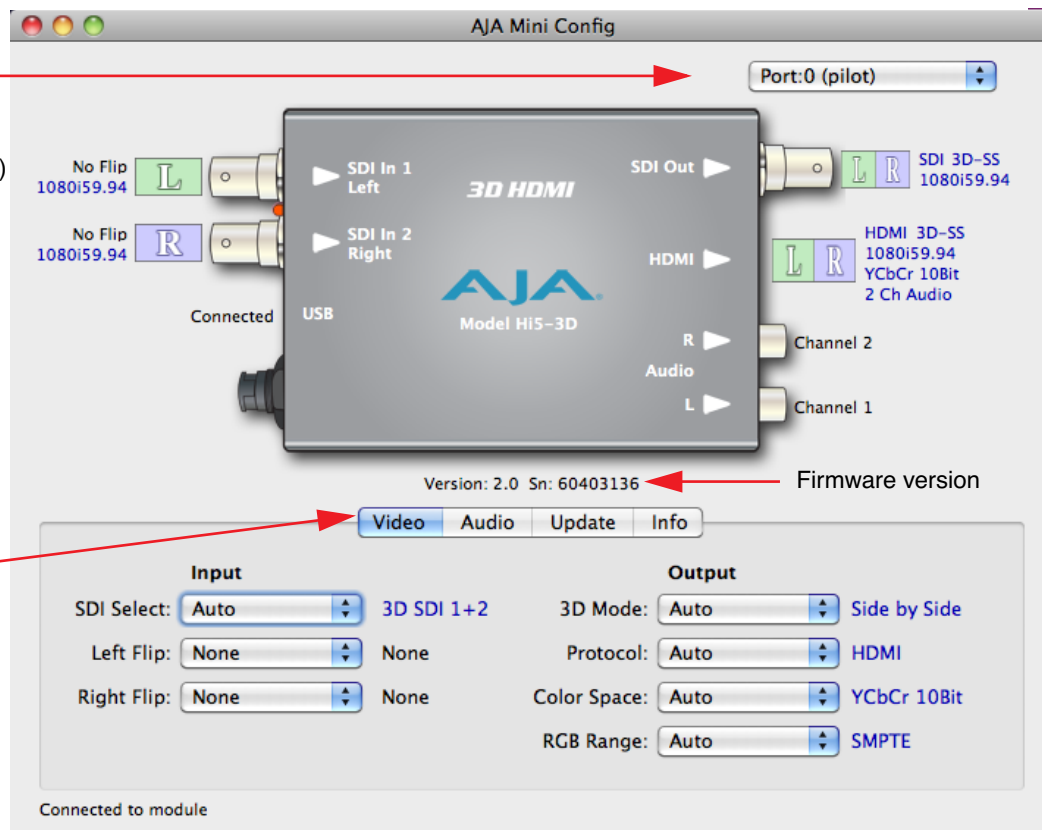 AJA Mini Config
Port:0 (pilot)
)
No Flip
1080i59.94
L
SDI In 1
Left
3D HDMI
SDI Out
L R
SDI 3D-SS
1080i59.94
No Flip
1080i59.94
R
SDI In 2
Right
HDMI
L R
HDMI 3D-SS
1080i59.94
YCbCr 10Bit
2 Ch Audio
Connected
USB
AJA
Model Hi5-3D
R
Channel 2
Audio
L
Channel 1
Version: 2.0 Sn: 60403136
Firmware version
Video Audio Update Info
Input
Output
SDI Select: Auto 3D SDI 1+2
3D Mode: Auto Side by Side
Left Flip: None None
Protocol: Auto HDMI
Right Flip: None None
Color Space: Auto YCbCr 10Bit
RGB Range: Auto SMPTE
Connected to module